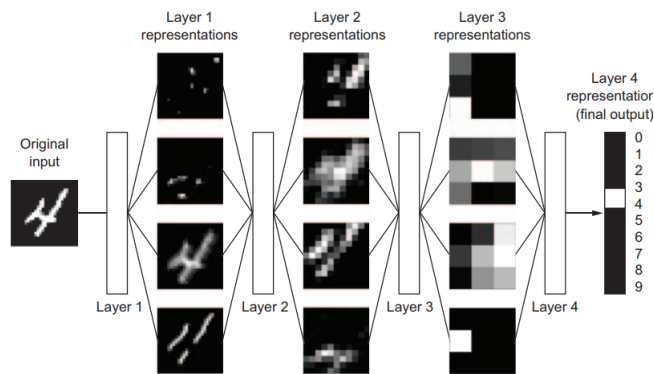 Layer 1
representations
Layer 2
representations
Layer 3
representations
Layer 4
representation
(final output)
Original
input
0
1
2
3
4
5
6
7
8
9
Layer 1
Layer 2
Layer 3
Layer 4